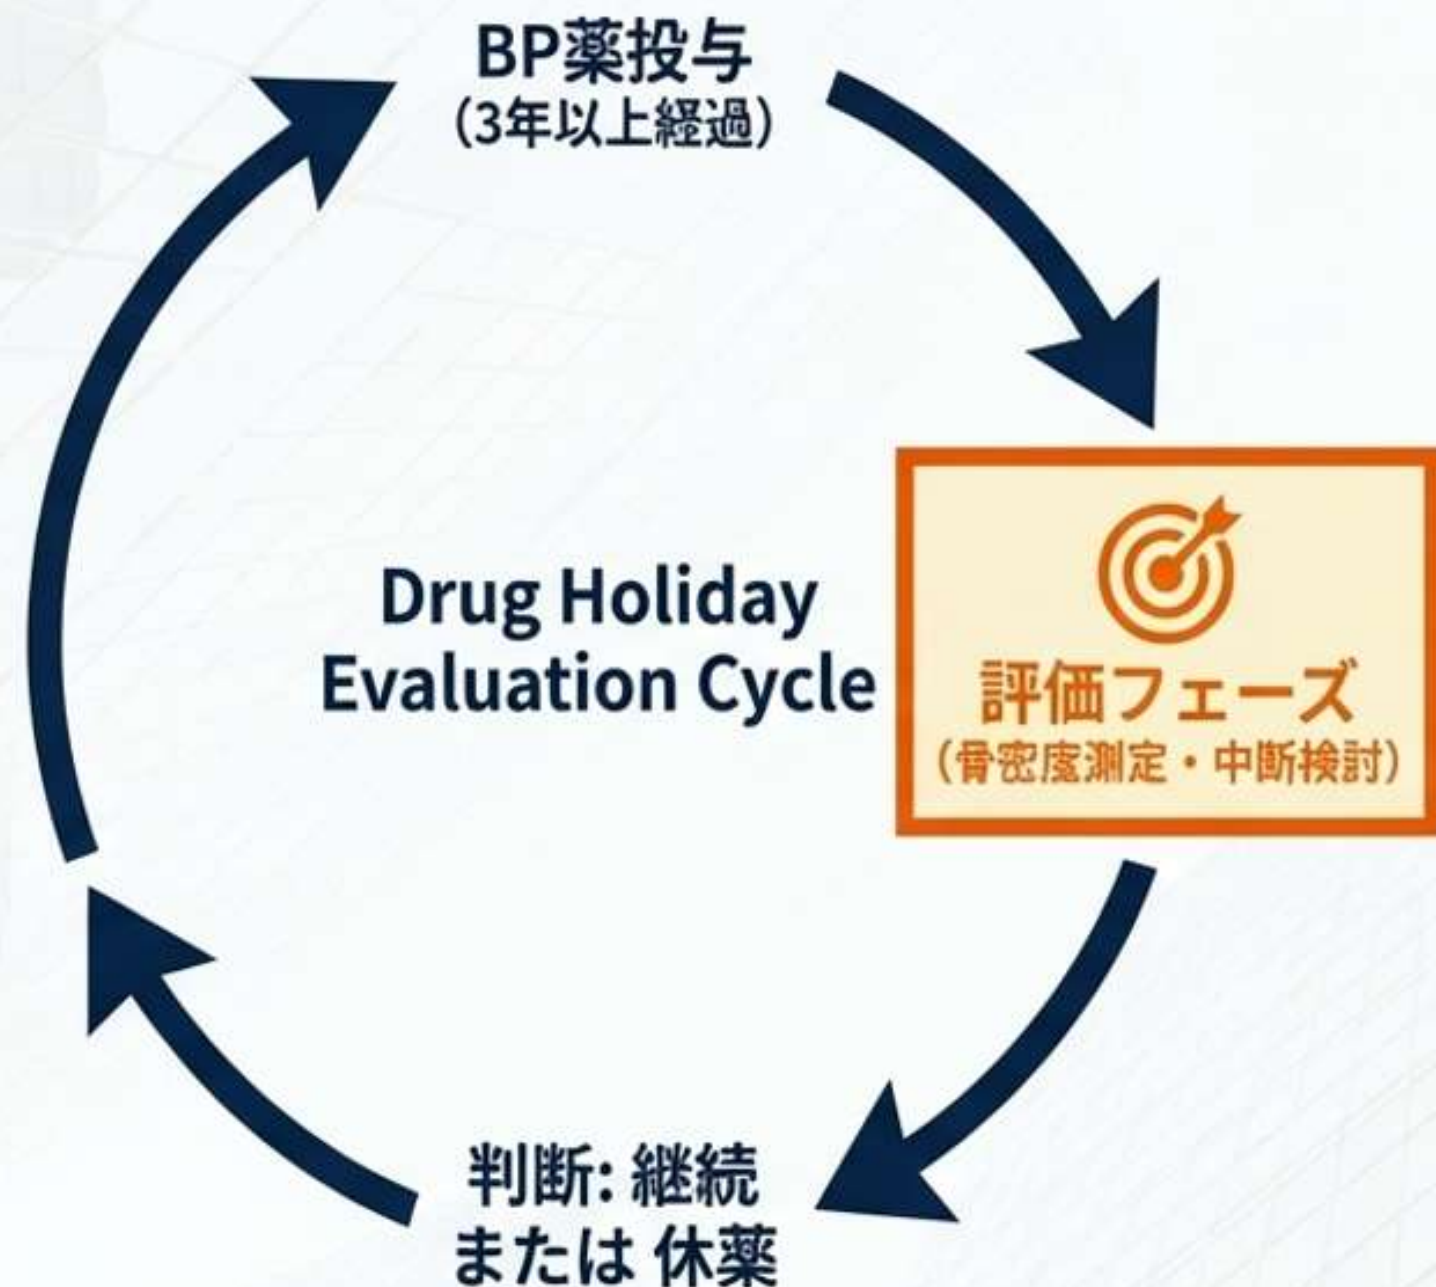 BP薬投与
(3年以上経過)
Drug Holiday
Evaluation Cycle
評価フェーズ
(骨密度測定・中断検討)
判断: 継続
または 休薬